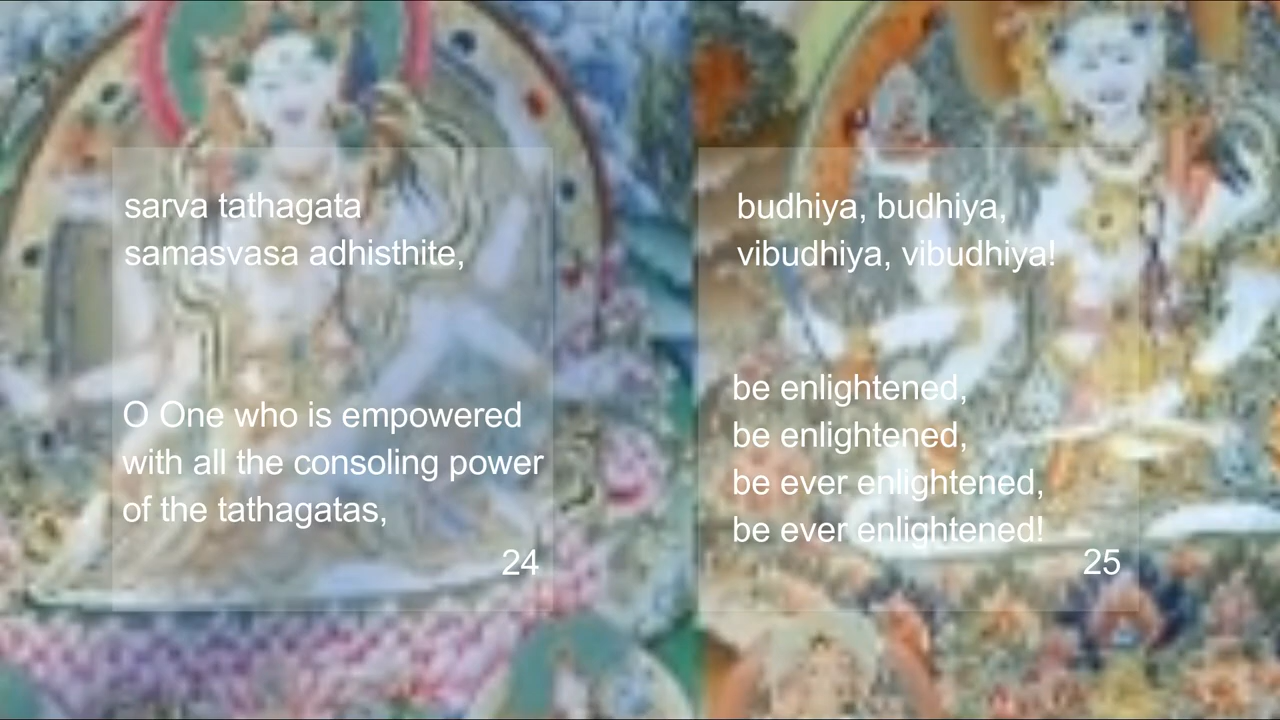 sarva tathagata
samasvasa adhisthite,
O One who is empowered
with all the consoling power
of the tathagatas,
24
budhiya, budhiya,
vibudhiya, vibudhiya!
be enlightened,
be enlightened,
be ever enlightened,
be ever enlightened!
25